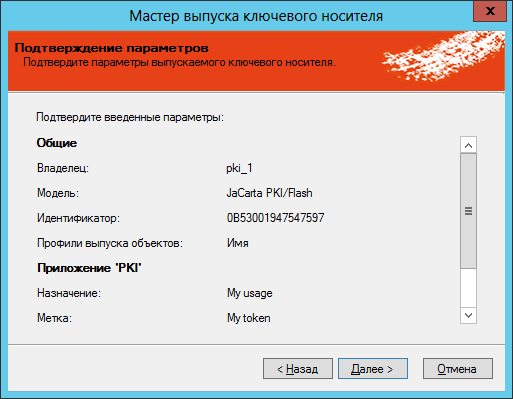 Мастер выпуска ключевого носителя
x
Подтверждение параметров
Подтвердите параметры выпускаемого ключевого носителя.
Подтвердите введенные параметры:
Общие
Владелец: pki_1
Модель: JaCarta PKI/Flash
Идентификатор: 0B53001947547597
Профили выпуска объектов: Имя
Приложение 'PKI'
Назначение: My usage
Метка: My token
< Назад Далее > Отмена